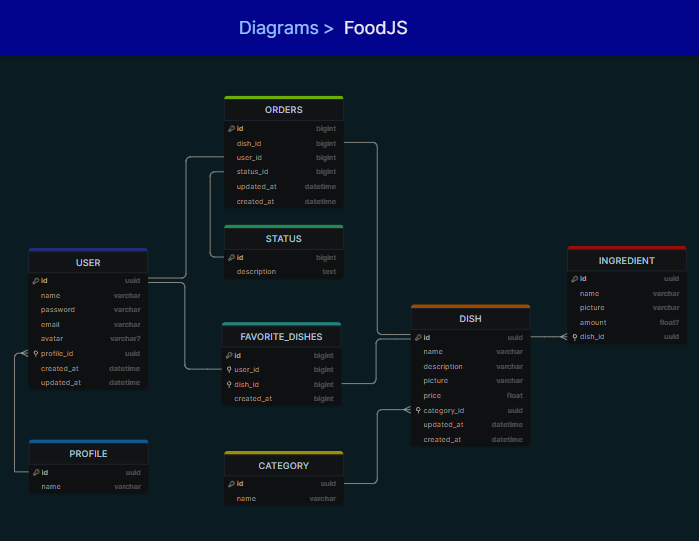 Diagrams > FoodJS
ORDERS
id bigint
dish_id bigint
user_id bigint
status_id bigint
updated_at datetime
created_at datetime
STATUS
id bigint
description text
USER
id uuid
name varchar
password varchar
email varchar
avatar varchar?
profile_id uuid
created_at datetime
updated_at datetime
PROFILE
id uuid
name varchar
FAVORITE_DISHES
id bigint
user_id bigint
dish_id bigint
created_at bigint
CATEGORY
id uuid
name varchar
DISH
id uuid
name varchar
description varchar
picture varchar
price float
category_id uuid
updated_at datetime
created_at datetime
INGREDIENT
id uuid
name varchar
picture varchar
amount float?
dish_id uuid